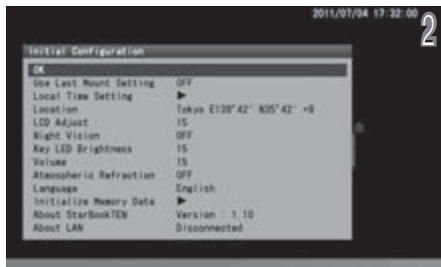 2011/07/04 17:32:00
2
Initial Configuration
OK
Use Last Mount Setting OFF
Local Time Setting ▶
Location Tokyo E139°42' N35°42' +9
LCD Adjust 15
Night Vision OFF
Key LED Brightness 15
Volume 15
Atmospheric Refraction OFF
Language English
Initialize Memory Data ▶
About StarBookTEN Version : 1.10
About LAN Disconnected